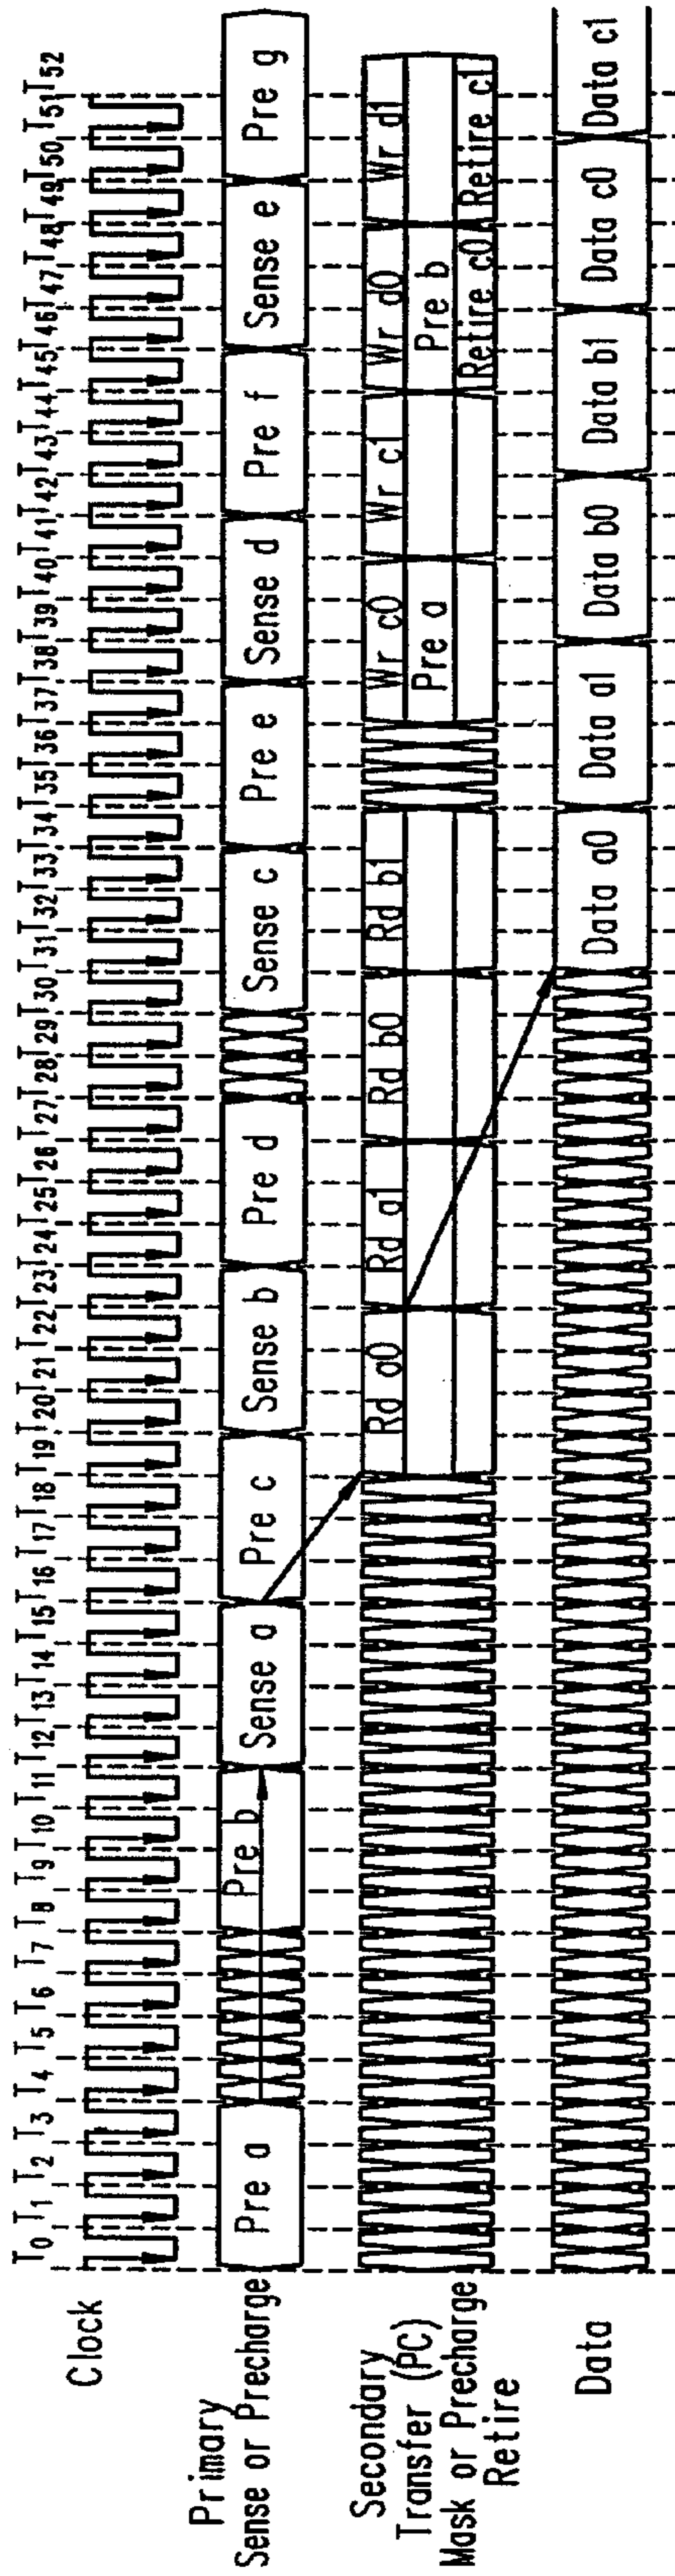 T0 T1 T2 T3 T4 T5 T6 T7 T8 T9 T10 T11 T12 T13 T14 T15 T16 T17 T18 T19 T20 T21 T22 T23 T24 T25 T26 T27 T28 T29 T30 T31 T32 T33 T34 T35 T36 T37 T38 T39 T40 T41 T42 T43 T44 T45 T46 T47 T48 T49 T50 T51 T52
Clock
Primary
Sense or Precharge
Pre a Pre b Sense a Pre c Sense b Pre d Sense c Pre e Sense d Pre f Sense e Pre g
Secondary
Transfer (PC)
Mask or Precharge
Retire
Rd a0 Rd a1 Rd b0 Rd b1 Wr c0 Wr c1 Wr d0 Wr d1
Pre a Pre b
Retire c0 Retire c1
Data
Data a0 Data a1 Data b0 Data b1 Data c0 Data c1